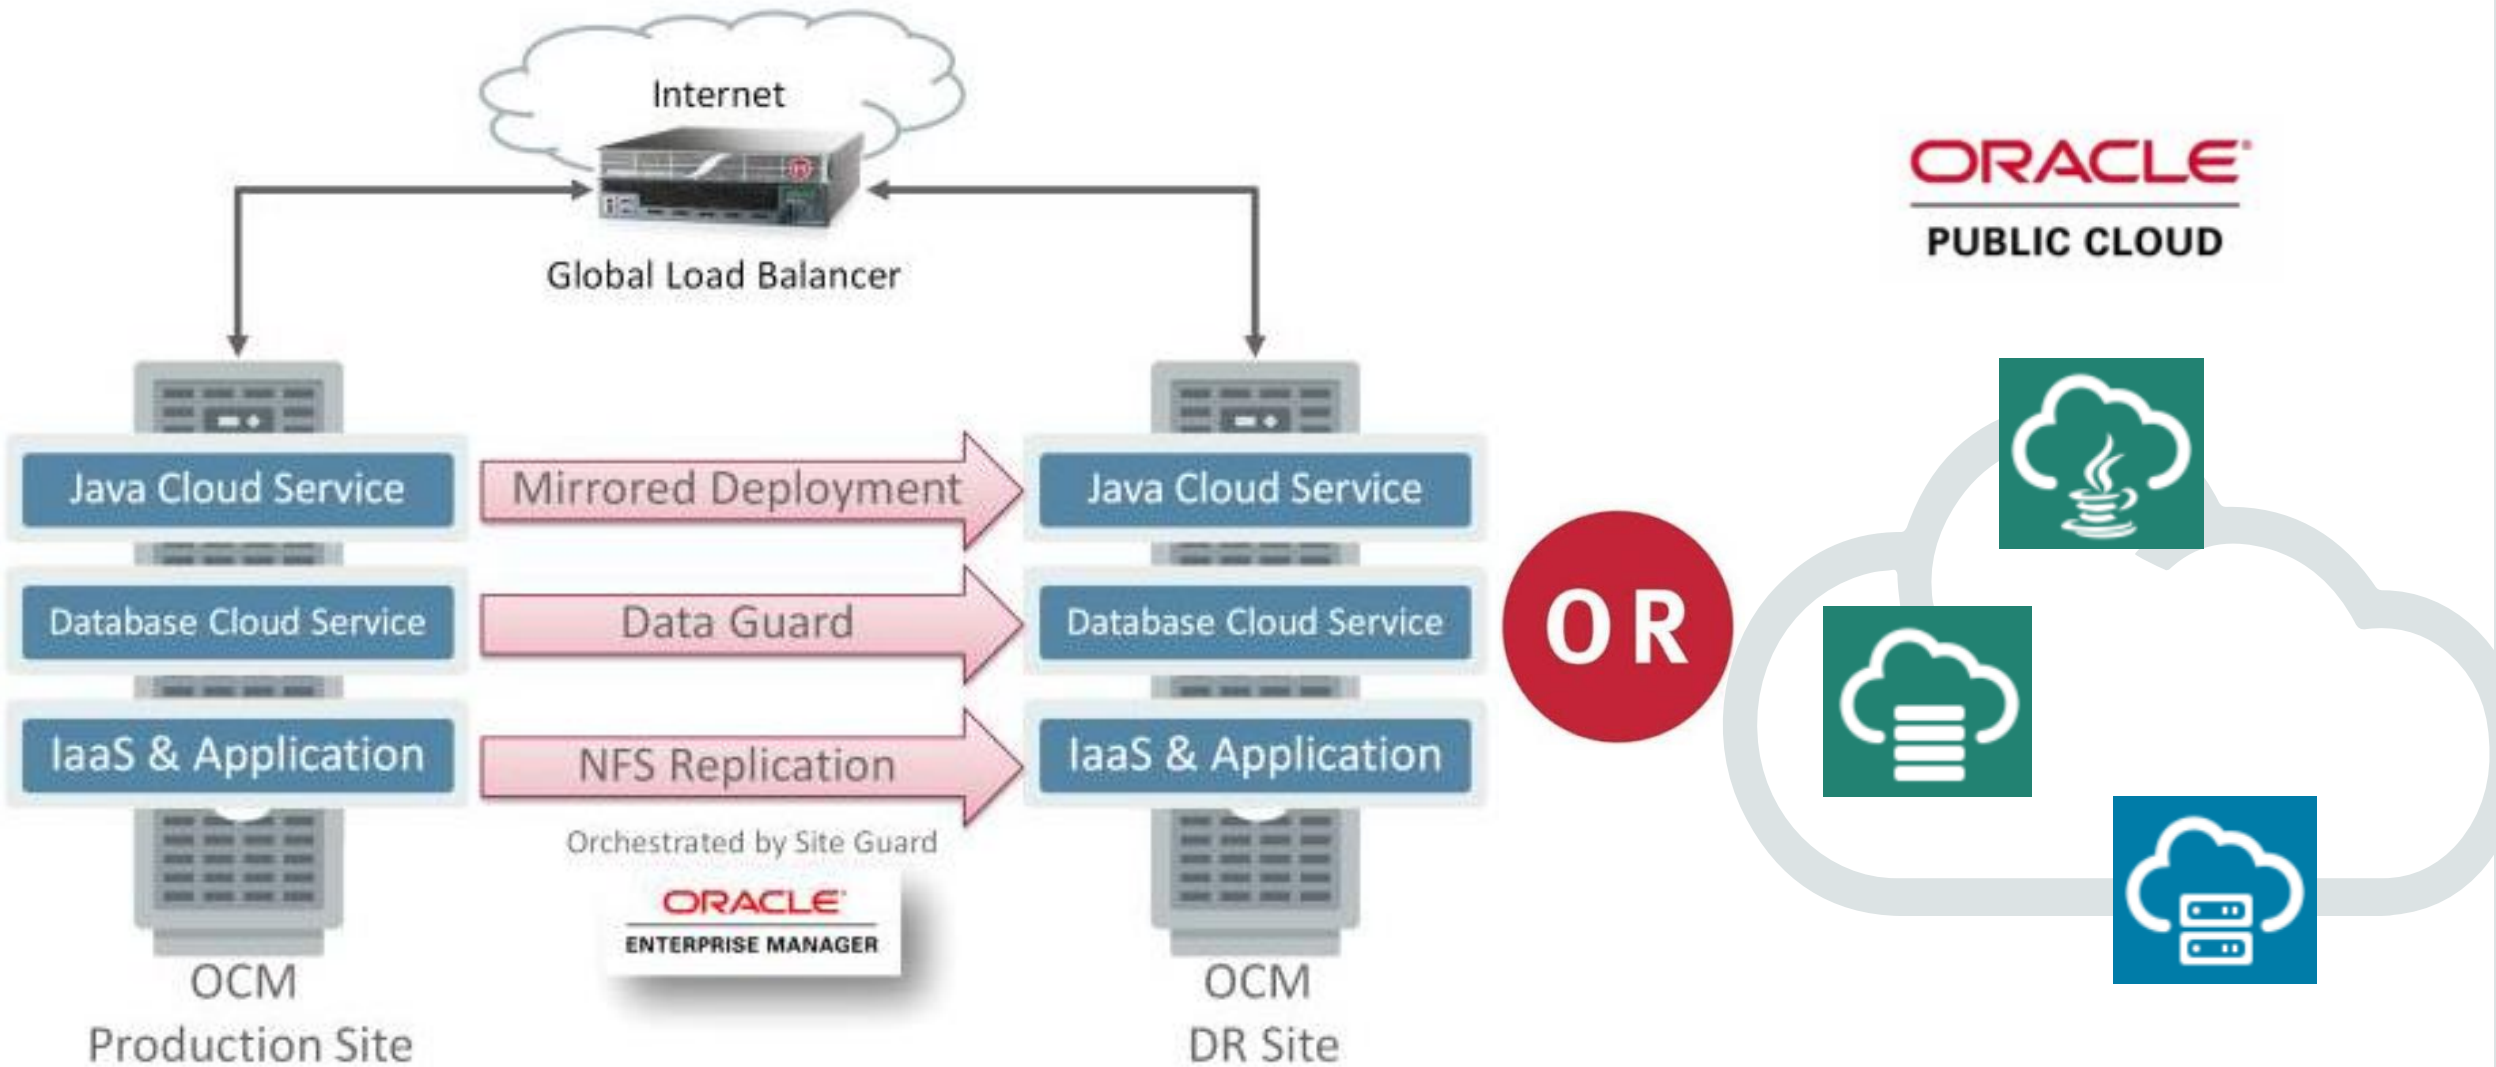 Internet
Global Load Balancer
ORACLE
PUBLIC CLOUD
Java Cloud Service
Mirrored Deployment
Java Cloud Service
Database Cloud Service
Data Guard
Database Cloud Service
OR
IaaS & Application
NFS Replication
IaaS & Application
Orchestrated by Site Guard
ORACLE
ENTERPRISE MANAGER
OCM
Production Site
OCM
DR Site